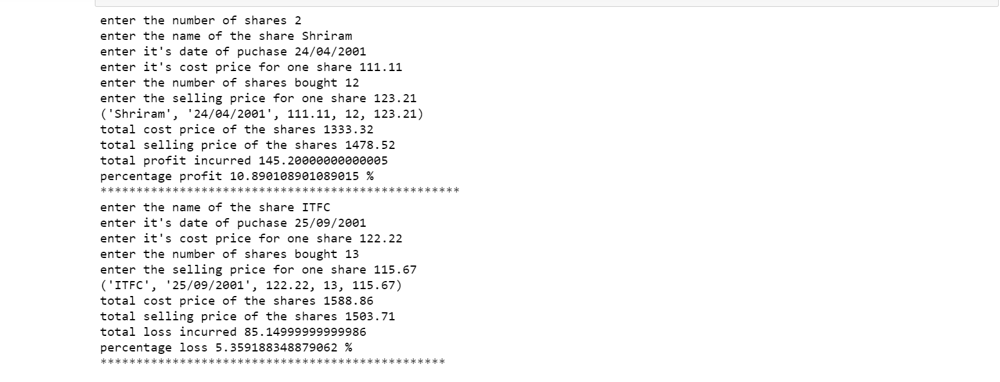 enter the number of shares 2
enter the name of the share Shriram
enter it's date of puchase 24/04/2001
enter it's cost price for one share 111.11
enter the number of shares bought 12
enter the selling price for one share 123.21
('Shriram', '24/04/2001', 111.11, 12, 123.21)
total cost price of the shares 1333.32
total selling price of the shares 1478.52
total profit incurred 145.20000000000005
percentage profit 10.890108901089015 %
**************************************************
enter the name of the share ITFC
enter it's date of puchase 25/09/2001
enter it's cost price for one share 122.22
enter the number of shares bought 13
enter the selling price for one share 115.67
('ITFC', '25/09/2001', 122.22, 13, 115.67)
total cost price of the shares 1588.86
total selling price of the shares 1503.71
total loss incurred 85.14999999999986
percentage loss 5.359188348879062 %
************************************************